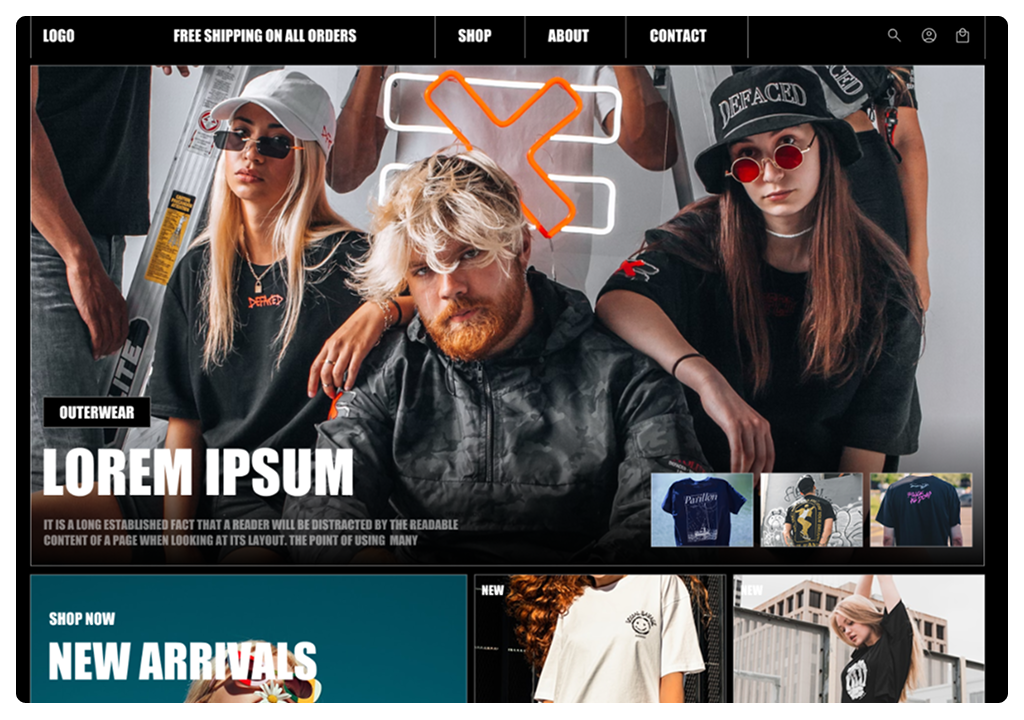 LOGO
FREE SHIPPING ON ALL ORDERS
SHOP
ABOUT
CONTACT
DEFACED
CED
DEFACED
LITE
OUTERWEAR
LOREM IPSUM
IT IS A LONG ESTABLISHED FACT THAT A READER WILL BE DISTRACTED BY THE READABLE
CONTENT OF A PAGE WHEN LOOKING AT ITS LAYOUT. THE POINT OF USING MANY
SHOP NOW
NEW ARRIVALS
NEW
NEW